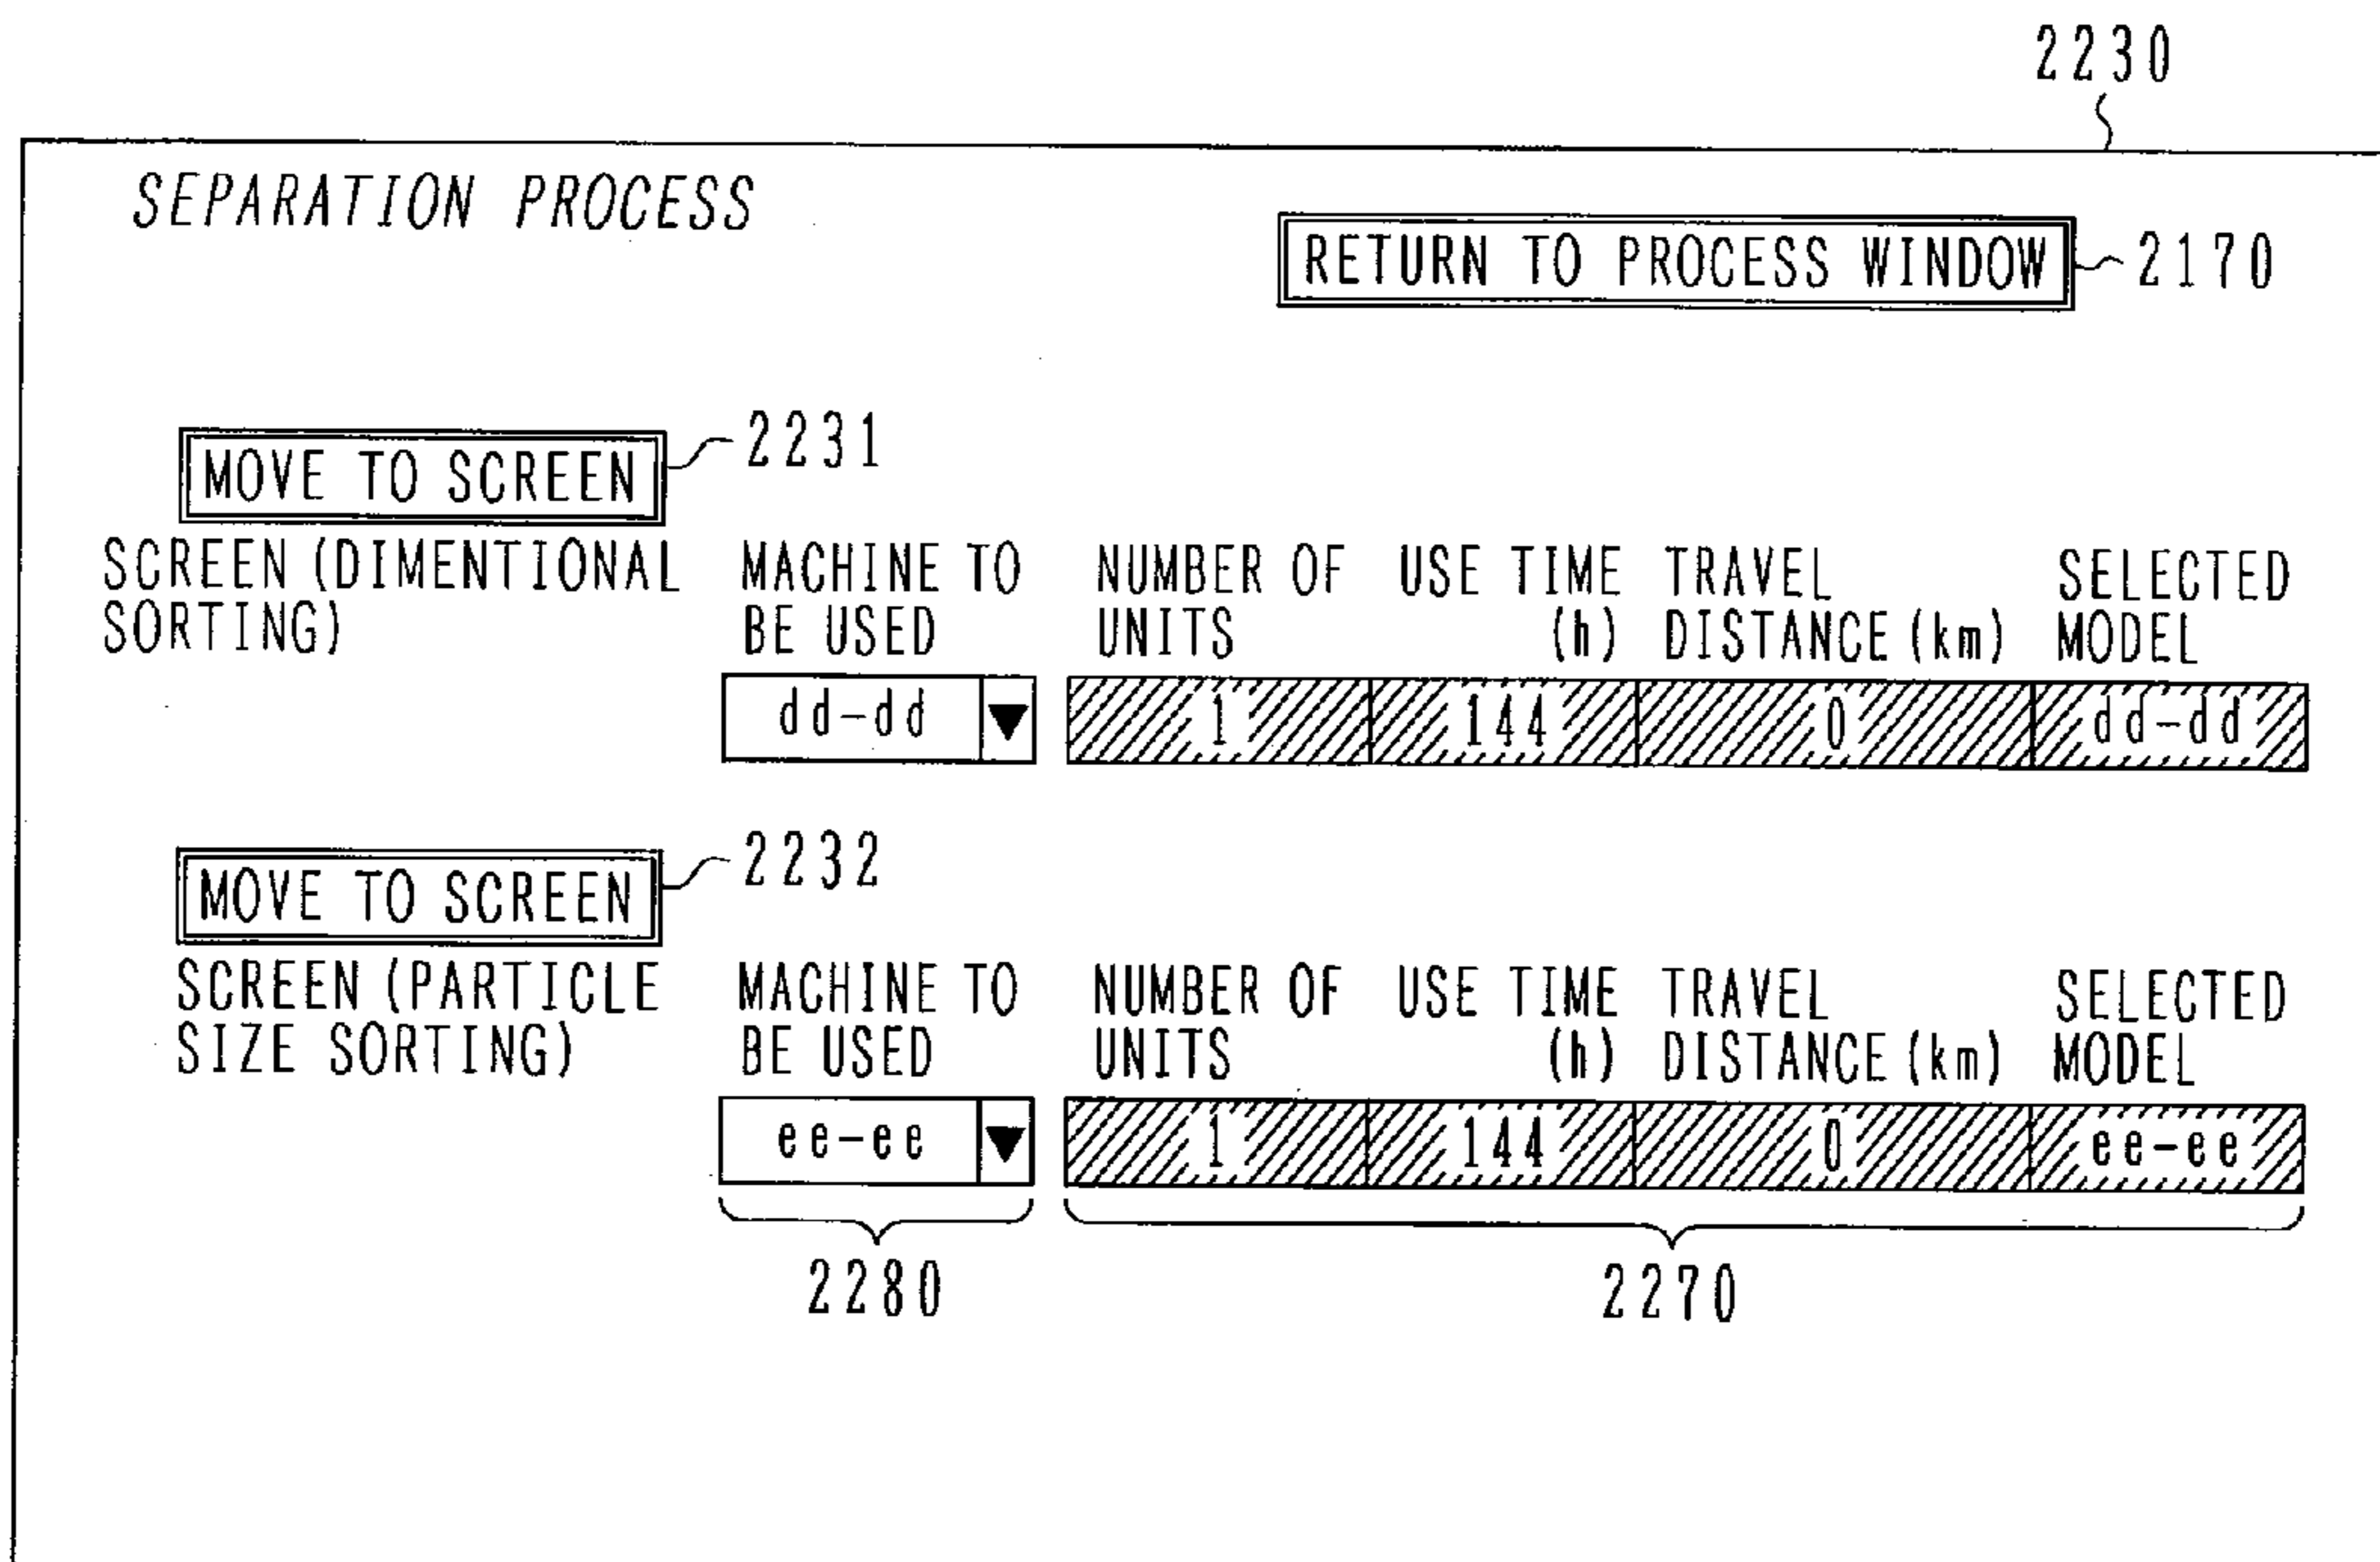 2230
SEPARATION PROCESS
RETURN TO PROCESS WINDOW 2170
MOVE TO SCREEN 2231
SCREEN (DIMENTIONAL MACHINE TO NUMBER OF USE TIME TRAVEL SELECTED
SORTING) BE USED UNITS (h) DISTANCE (km) MODEL
dd-dd ▼ 1 144 0 dd-dd
MOVE TO SCREEN 2232
SCREEN (PARTICLE MACHINE TO NUMBER OF USE TIME TRAVEL SELECTED
SIZE SORTING) BE USED UNITS (h) DISTANCE (km) MODEL
ee-ee ▼ 1 144 0 ee-ee
2280 2270